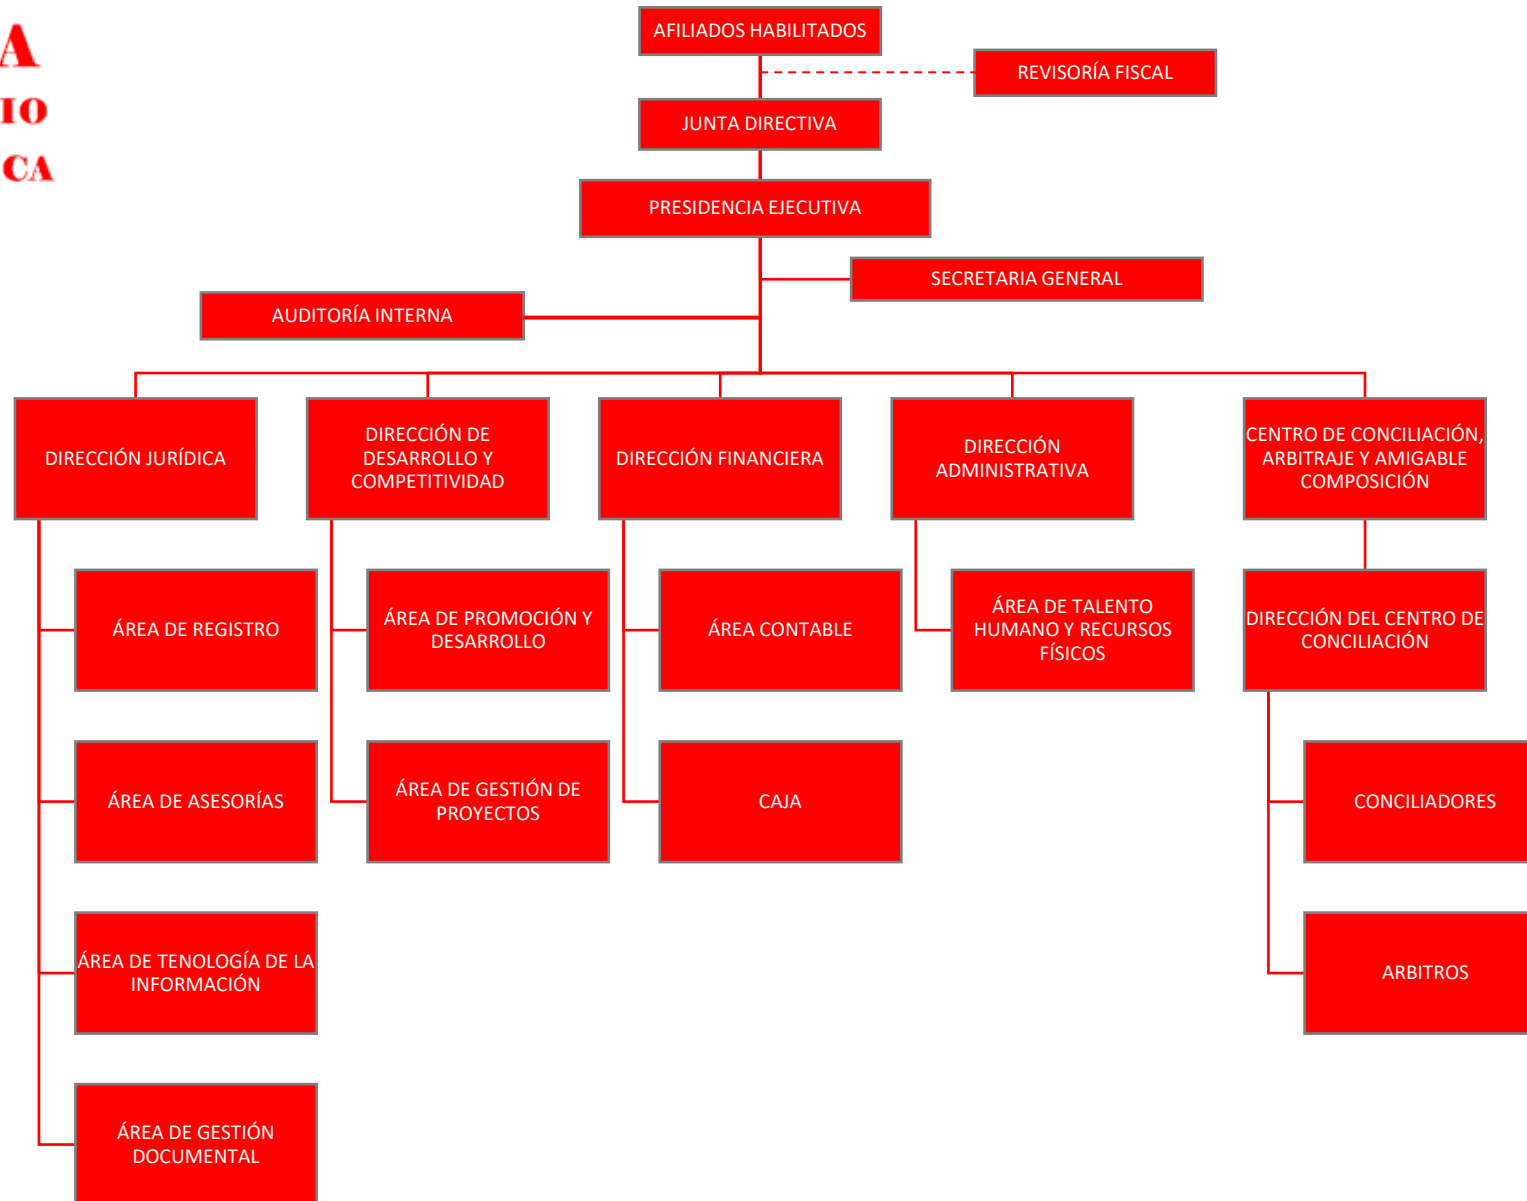 A
IO
CA
AFILIADOS HABILITADOS
REVISORÍA FISCAL
JUNTA DIRECTIVA
PRESIDENCIA EJECUTIVA
SECRETARIA GENERAL
AUDITORÍA INTERNA
DIRECCIÓN JURÍDICA
DIRECCIÓN DE
DESARROLLO Y
COMPETITIVIDAD
DIRECCIÓN FINANCIERA
DIRECCIÓN
ADMINISTRATIVA
CENTRO DE CONCILIACIÓN,
ARBITRAJE Y AMIGABLE
COMPOSICIÓN
ÁREA DE REGISTRO
ÁREA DE PROMOCIÓN Y
DESARROLLO
ÁREA CONTABLE
ÁREA DE TALENTO
HUMANO Y RECURSOS
FÍSICOS
DIRECCIÓN DEL CENTRO DE
CONCILIACIÓN
ÁREA DE ASESORÍAS
ÁREA DE GESTIÓN DE
PROYECTOS
CAJA
CONCILIADORES
ÁREA DE TENOLOGÍA DE LA
INFORMACIÓN
ARBITROS
ÁREA DE GESTIÓN
DOCUMENTAL